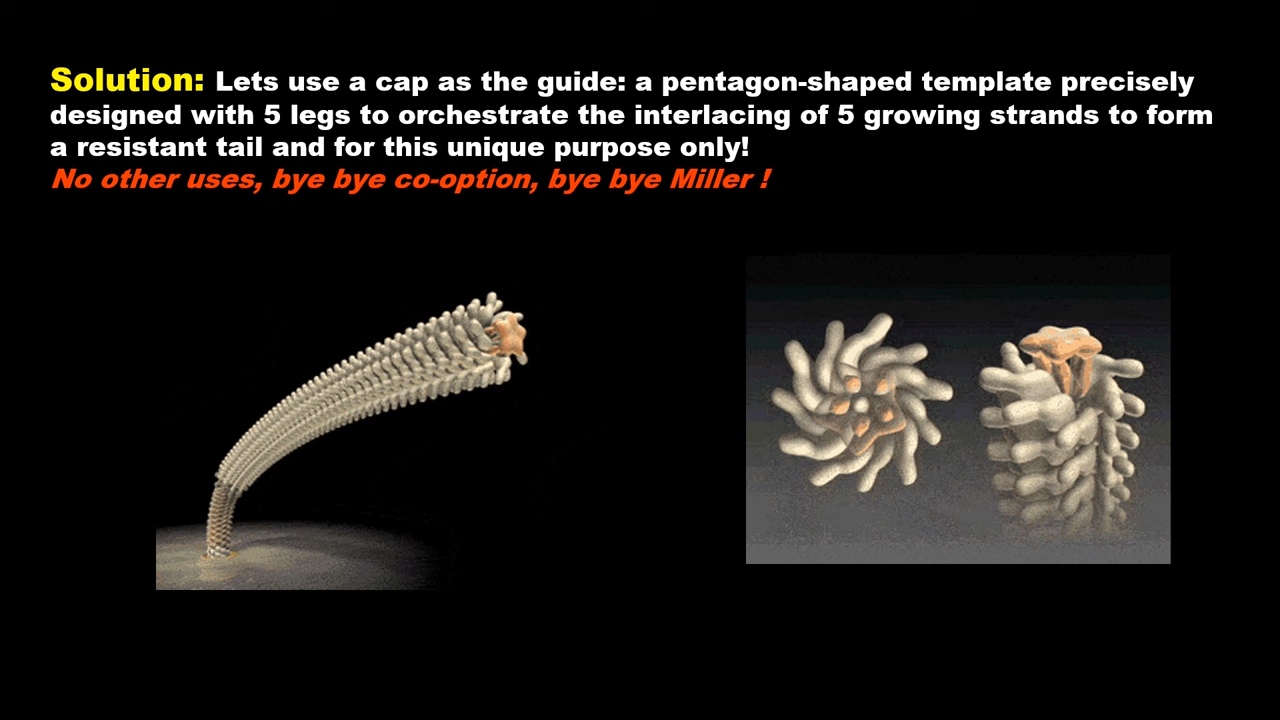 Solution: Lets use a cap as the guide: a pentagon-shaped template precisely
designed with 5 legs to orchestrate the interlacing of 5 growing strands to form
a resistant tail and for this unique purpose only!
No other uses, bye bye co-option, bye bye Miller !